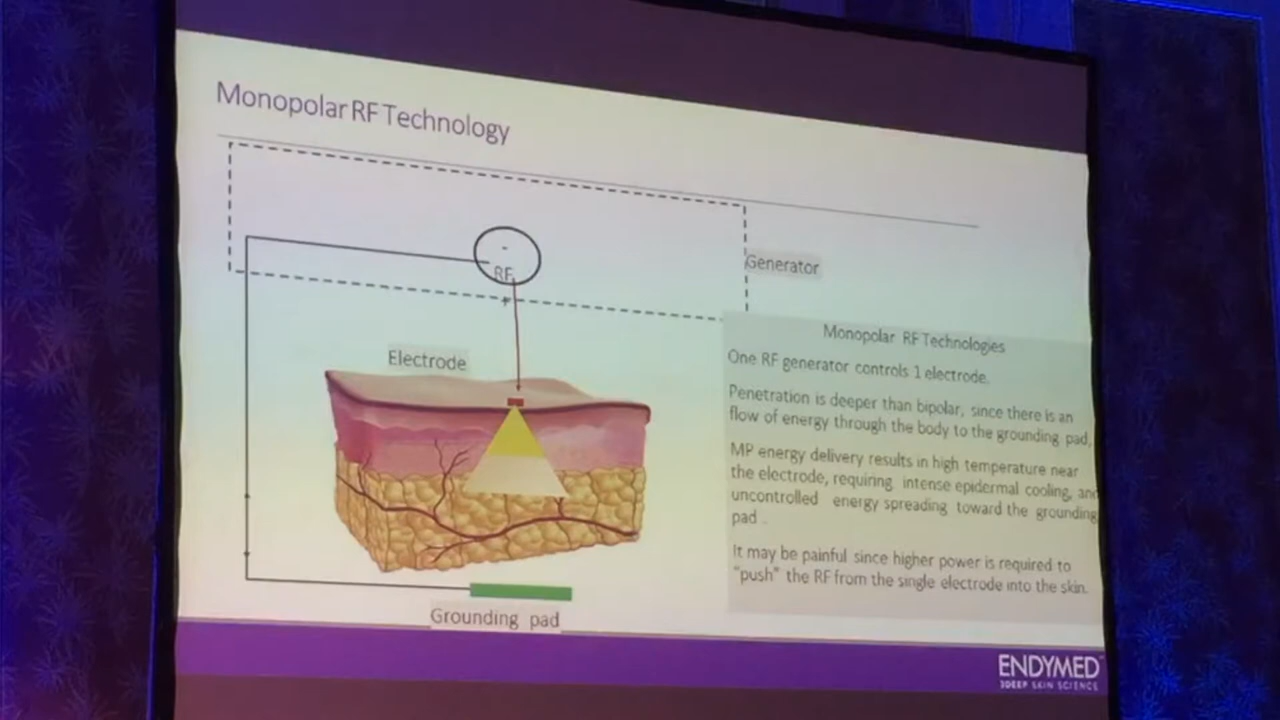 Monopolar RF Technology
-
RF
+
Generator
Electrode
Monopolar RF Technologies
One RF generator controls 1 electrode.
Penetration is deeper than bipolar, since there is an
flow of energy through the body to the grounding pad,
MP energy delivery results in high temperature near
the electrode, requiring intense epidermal cooling, and
uncontrolled energy spreading toward the grounding
pad .
It may be painful since higher power is required to
"push" the RF from the single electrode into the skin.
Grounding pad
ENDYMED™
3DEEP SKIN SCIENCE